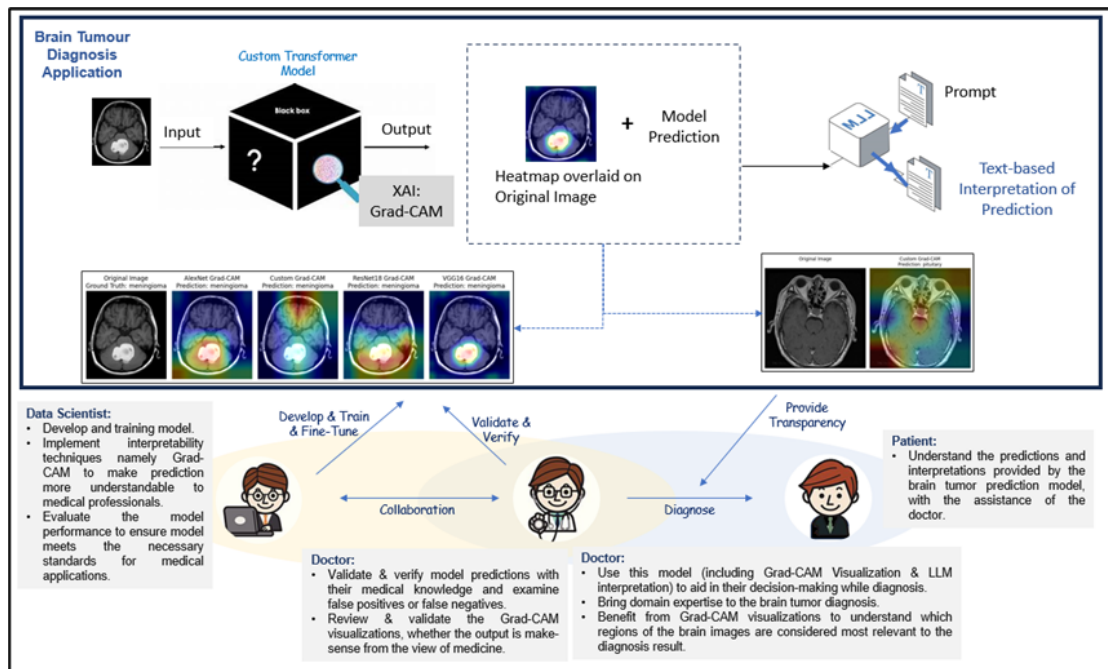 Brain Tumour
Diagnosis
Application
Custom Transformer
Model
Black box
?
Input
Output
XAI:
Grad-CAM
+
Model
Prediction
Heatmap overlaid on
Original Image
LLM
T
Prompt
T
Text-based
Interpretation of
Prediction
Original Image
Ground Truth: meningioma
AlexNet Grad-CAM
Prediction: meningioma
Custom Grad-CAM
Prediction: meningioma
ResNet18 Grad-CAM
Prediction: meningioma
VGG16 Grad-CAM
Prediction: meningioma
Original Image
Custom Grad-CAM
Prediction: pituitary
Data Scientist:
• Develop and training model.
• Implement interpretability
techniques namely Grad-
CAM to make prediction
more understandable to
medical professionals.
• Evaluate the model
performance to ensure model
meets the necessary
standards for medical
applications.
Develop & Train
& Fine-Tune
Validate &
Verify
Provide
Transparency
Collaboration
Diagnose
Patient:
• Understand the predictions and
interpretations provided by the
brain tumor prediction model,
with the assistance of the
doctor.
Doctor:
• Validate & verify model predictions with
their medical knowledge and examine
false positives or false negatives.
• Review & validate the Grad-CAM
visualizations, whether the output is make-
sense from the view of medicine.
Doctor:
• Use this model (including Grad-CAM Visualization & LLM
interpretation) to aid in their decision-making while diagnosis.
• Bring domain expertise to the brain tumor diagnosis.
• Benefit from Grad-CAM visualizations to understand which
regions of the brain images are considered most relevant to the
diagnosis result.